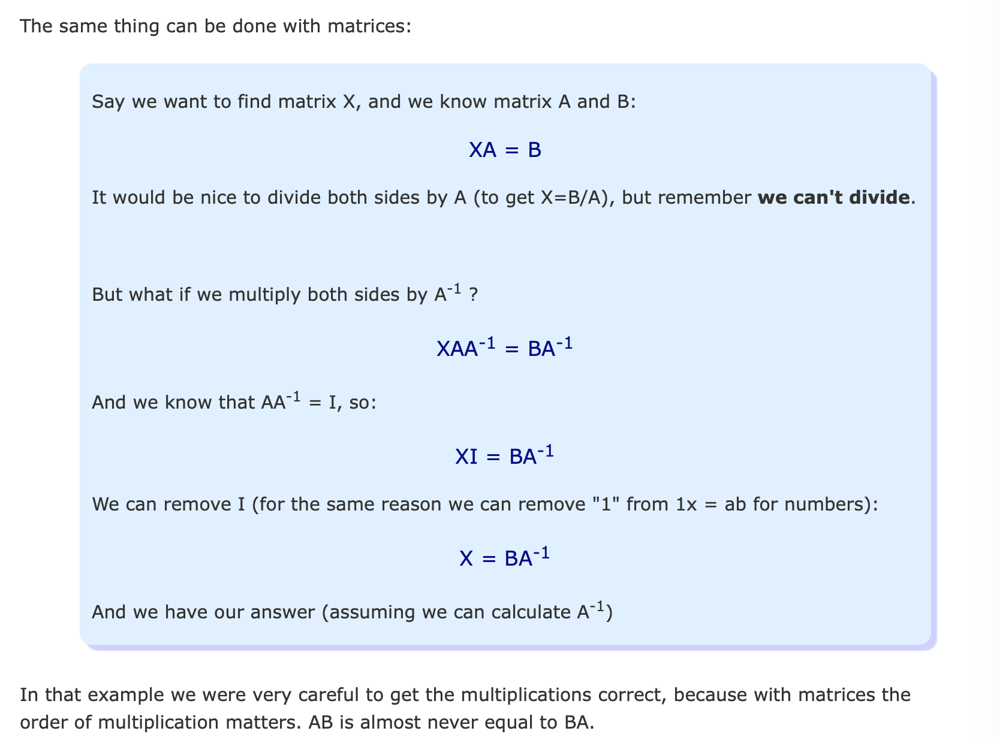 The same thing can be done with matrices:
Say we want to find matrix X, and we know matrix A and B:
XA = B
It would be nice to divide both sides by A (to get X=B/A), but remember we can't divide.
But what if we multiply both sides by A⁻¹ ?
XAA⁻¹ = BA⁻¹
And we know that AA⁻¹ = I, so:
XI = BA⁻¹
We can remove I (for the same reason we can remove "1" from 1x = ab for numbers):
X = BA⁻¹
And we have our answer (assuming we can calculate A⁻¹)
In that example we were very careful to get the multiplications correct, because with matrices the
order of multiplication matters. AB is almost never equal to BA.